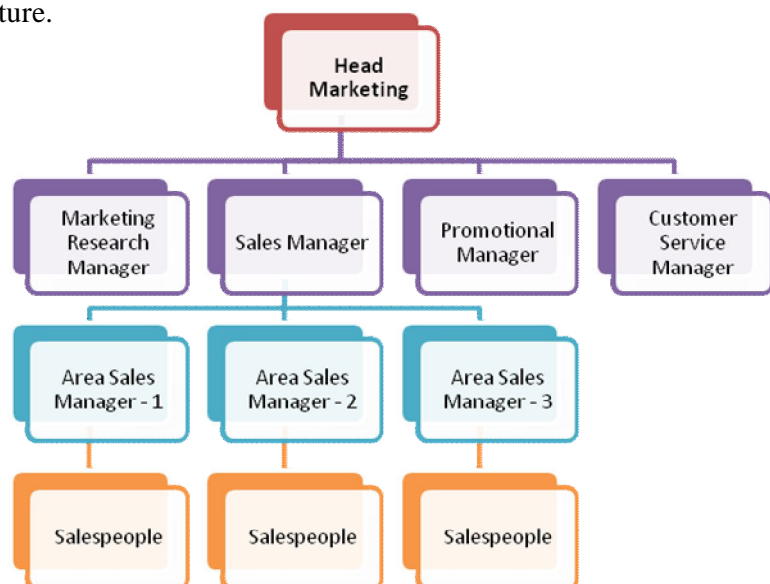 ture.
Head
Marketing
Marketing
Research
Manager
Sales Manager
Promotional
Manager
Customer
Service
Manager
Area Sales
Manager - 1
Area Sales
Manager - 2
Area Sales
Manager - 3
Salespeople
Salespeople
Salespeople